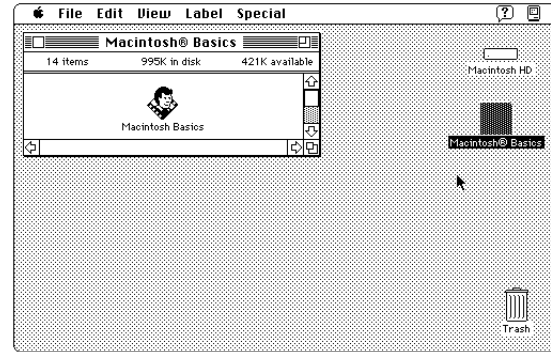 File Edit View Label Special
Macintosh® Basics
14 items 995K in disk 421K available
Macintosh Basics
Macintosh HD
Macintosh® Basics
Trash